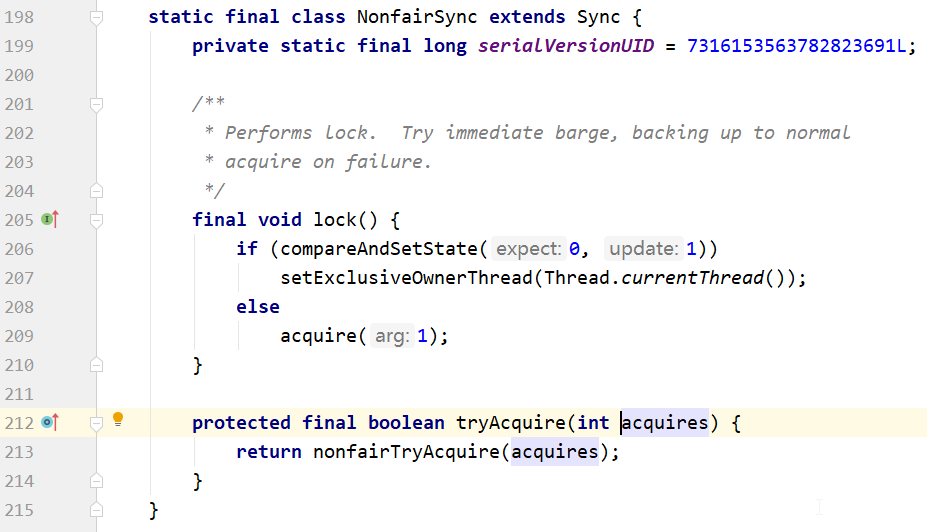 198 static final class NonfairSync extends Sync {
199 private static final long serialVersionUID = 7316153563782823691L;
200
201 /**
202 * Performs lock.  Try immediate barge, backing up to normal
203 * acquire on failure.
204 */
205 final void lock() {
206 if (compareAndSetState( expect: 0, update: 1))
207 setExclusiveOwnerThread(Thread.currentThread());
208 else
209 acquire( arg: 1);
210 }
211
212 protected final boolean tryAcquire(int acquires) {
213 return nonfairTryAcquire(acquires);
214 }
215 }